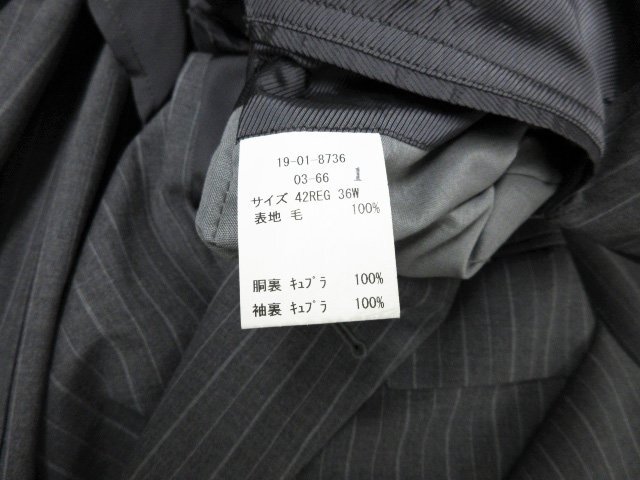 19-01-8736
03-66 1
サイズ 42REG 36W
表地 毛 100%
胴裏 キュプラ 100%
袖裏 キュプラ 100%